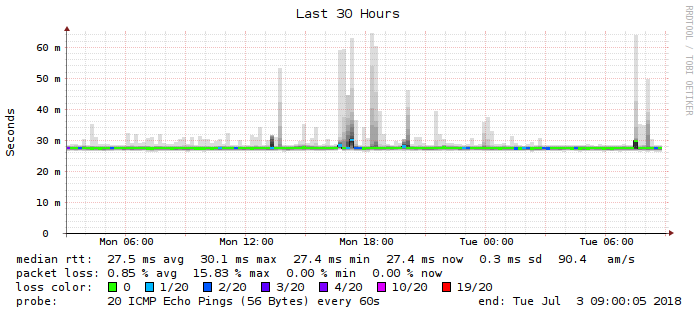 Last 30 Hours
RRDTOOL / TOBI OETIKER
Seconds
60 m
50 m
40 m
30 m
20 m
10 m
0
Mon 06:00 Mon 12:00 Mon 18:00 Tue 00:00 Tue 06:00
median rtt: 27.5 ms avg 30.1 ms max 27.4 ms min 27.4 ms now 0.3 ms sd 90.4 am/s
packet loss: 0.85 % avg 15.83 % max 0.00 % min 0.00 % now
loss color: 0 1/20 2/20 3/20 4/20 10/20 19/20
probe: 20 ICMP Echo Pings (56 Bytes) every 60s end: Tue Jul 3 09:00:05 2018